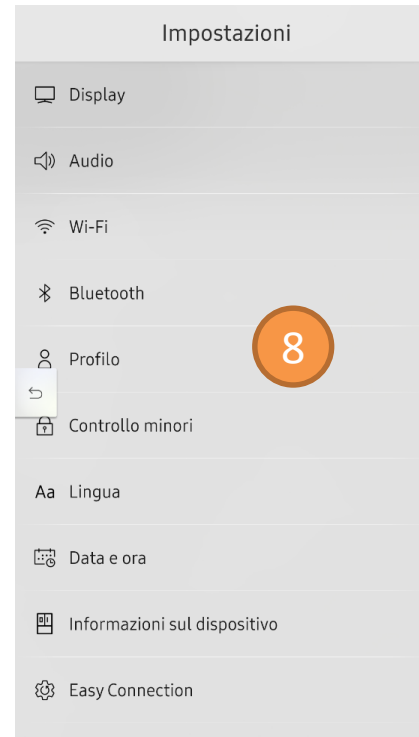 Impostazioni
Display
Audio
Wi-Fi
Bluetooth
8
Profilo
Controllo minori
Aa Lingua
Data e ora
Informazioni sul dispositivo
Easy Connection